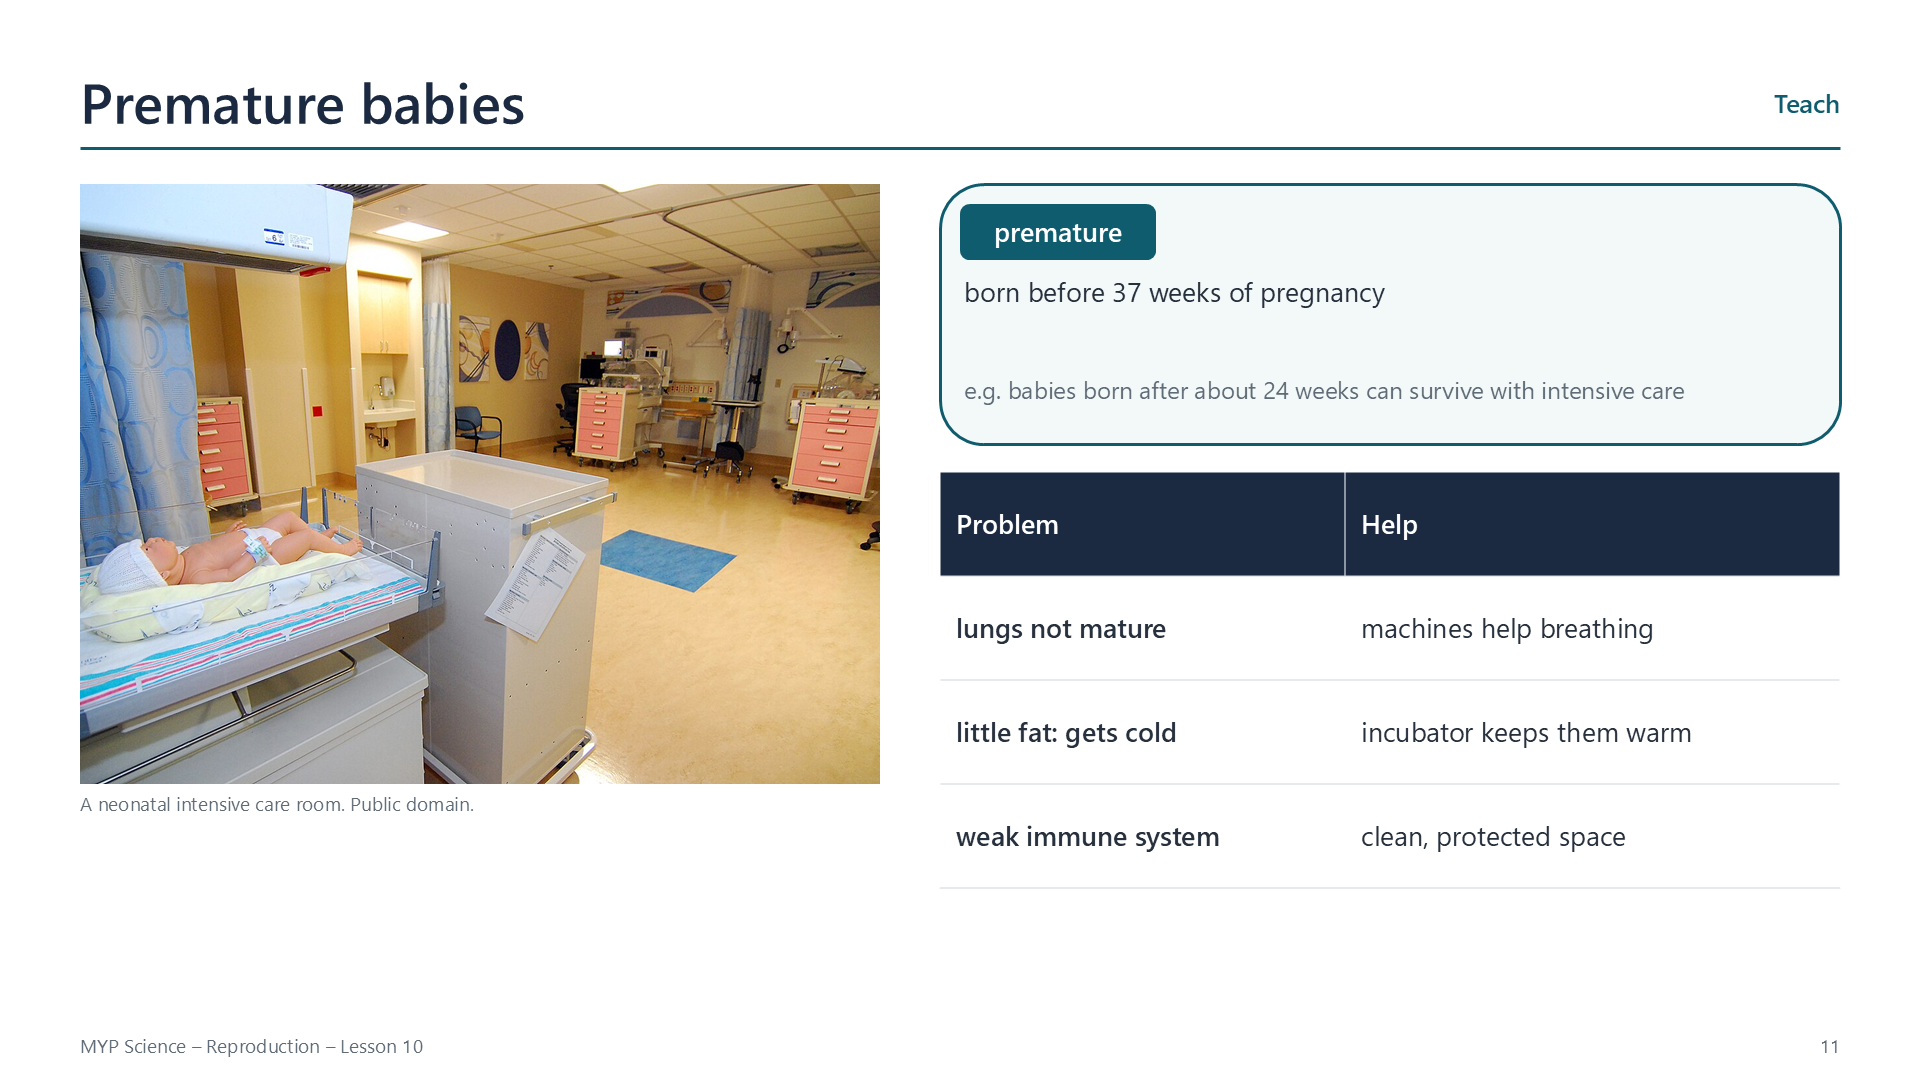 Premature babies
Teach
6
A neonatal intensive care room. Public domain.
premature
born before 37 weeks of pregnancy
e.g. babies born after about 24 weeks can survive with intensive care
Problem
Help
lungs not mature
machines help breathing
little fat: gets cold
incubator keeps them warm
weak immune system
clean, protected space
MYP Science – Reproduction – Lesson 10
11